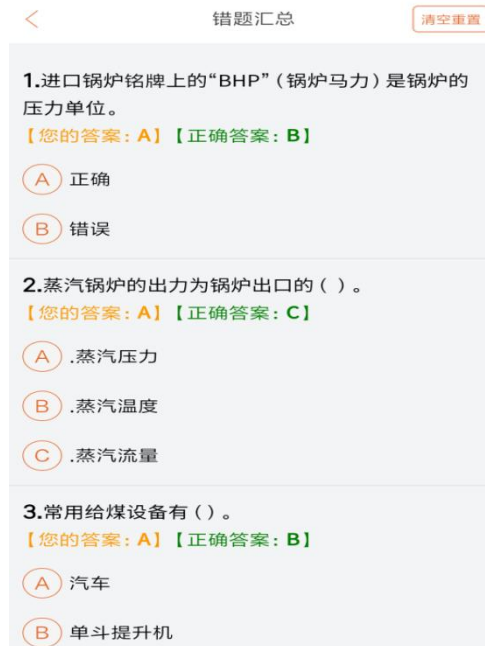 错题汇总
清空重置
1.进口锅炉铭牌上的“BHP”(锅炉马力)是锅炉的
压力单位。
【您的答案:A】【正确答案:B】
A 正确
B 错误
2.蒸汽锅炉的出力为锅炉出口的( )。
【您的答案:A】【正确答案:C】
A .蒸汽压力
B .蒸汽温度
C .蒸汽流量
3.常用给煤设备有()。
【您的答案:A】【正确答案:B】
A 汽车
B 单斗提升机